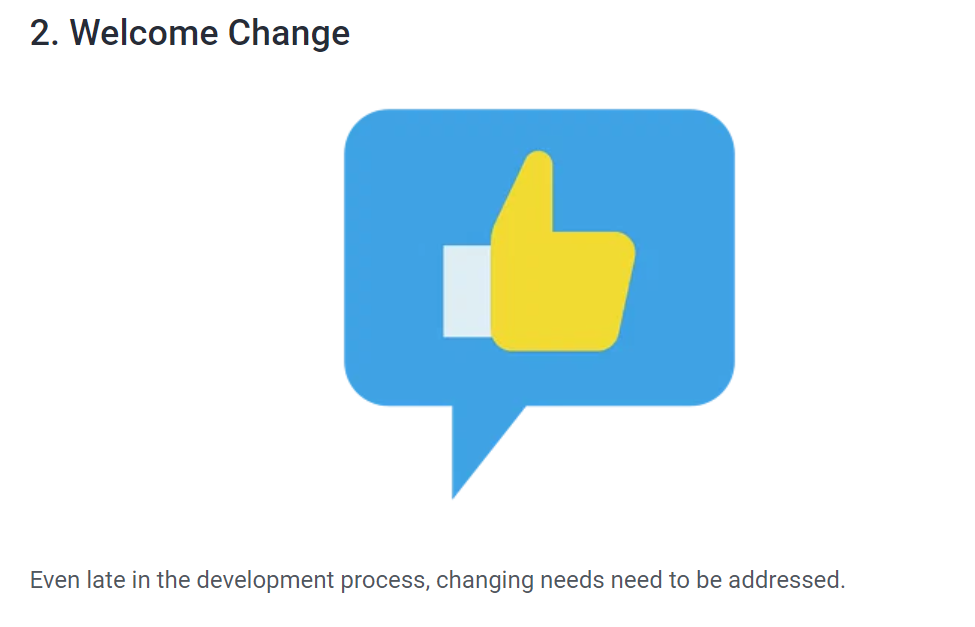 2. Welcome Change
Even late in the development process, changing needs need to be addressed.